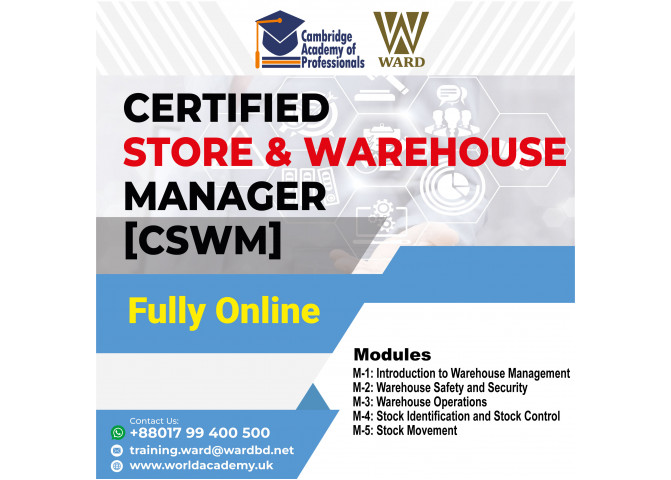 Cambridge
Academy of
Professionals
W
WARD
CERTIFIED
STORE & WAREHOUSE
MANAGER
[CSWM]
Fully Online
Modules
M-1: Introduction to Warehouse Management
M-2: Warehouse Safety and Security
M-3: Warehouse Operations
M-4: Stock Identification and Stock Control
M-5: Stock Movement
Contact Us:
+88017 99 400 500
training.ward@wardbd.net
www.worldacademy.uk